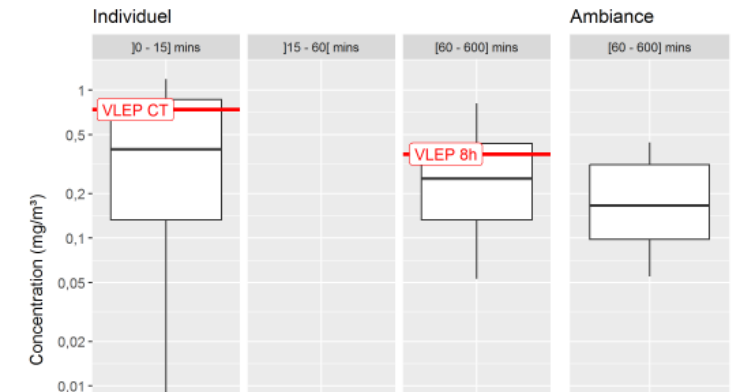 Individuel
Ambiance
]0 - 15] mins
]15 - 60[ mins
[60 - 600] mins
[60 - 600] mins
Concentration (mg/m³)
1
0,5
0,2
0,1
0,05
0,02
0,01
VLEP CT
VLEP 8h